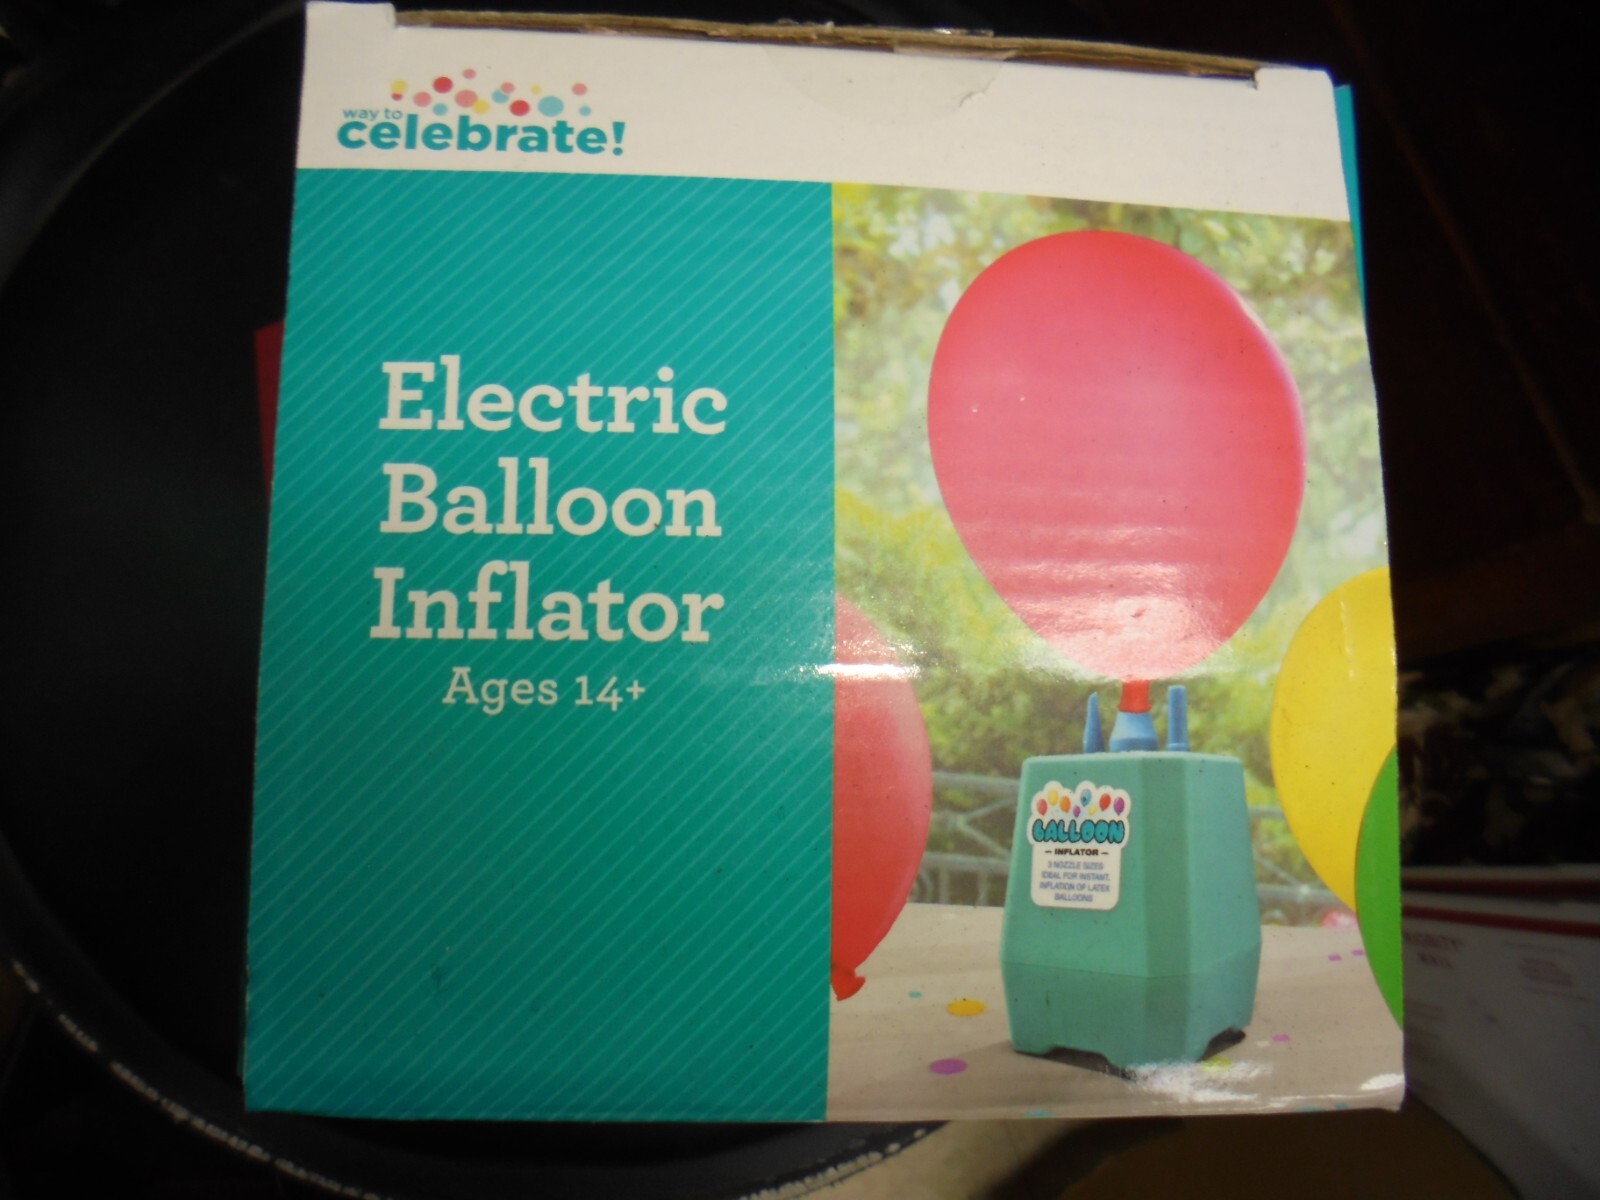 way to
celebrate!
Electric
Balloon
Inflator
Ages 14+
BALLOON
– INFLATOR –
3 NOZZLE SIZES
IDEAL FOR INSTANT,
INFLATION OF LATEX
BALLOONS